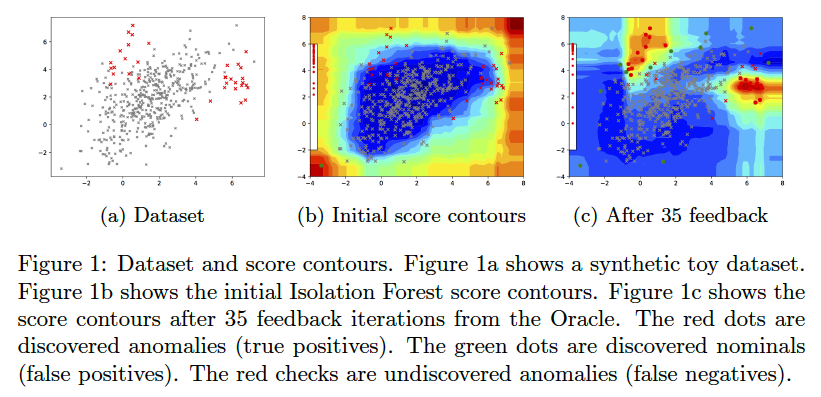 6
4
2
0
−2
−2 0 2 4 6
8
6
4
2
0
−2
−4
−4 −2 0 2 4 6 8
8
6
4
2
0
−2
−4
−4 −2 0 2 4 6 8
(a) Dataset
(b) Initial score contours
(c) After 35 feedback
Figure 1: Dataset and score contours. Figure 1a shows a synthetic toy dataset.
Figure 1b shows the initial Isolation Forest score contours. Figure 1c shows the
score contours after 35 feedback iterations from the Oracle. The red dots are
discovered anomalies (true positives). The green dots are discovered nominals
(false positives). The red checks are undiscovered anomalies (false negatives).